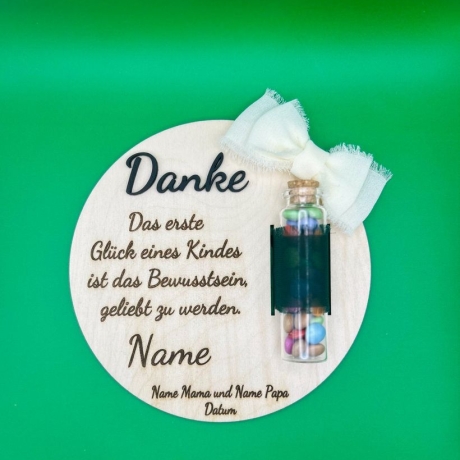 Danke
Das erste
Glück eines Kindes
ist das Bewusstsein,
geliebt zu werden.
Name
Name Mama und Name Papa
Datum